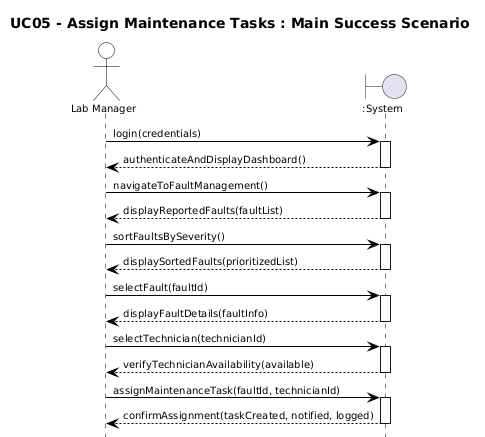 UC05 - Assign Maintenance Tasks : Main Success Scenario
Lab Manager
:System
login(credentials)
authenticateAndDisplayDashboard()
navigateToFaultManagement()
displayReportedFaults(faultList)
sortFaultsBySeverity()
displaySortedFaults(prioritizedList)
selectFault(faultId)
displayFaultDetails(faultInfo)
selectTechnician(technicianId)
verifyTechnicianAvailability(available)
assignMaintenanceTask(faultId, technicianId)
confirmAssignment(taskCreated, notified, logged)